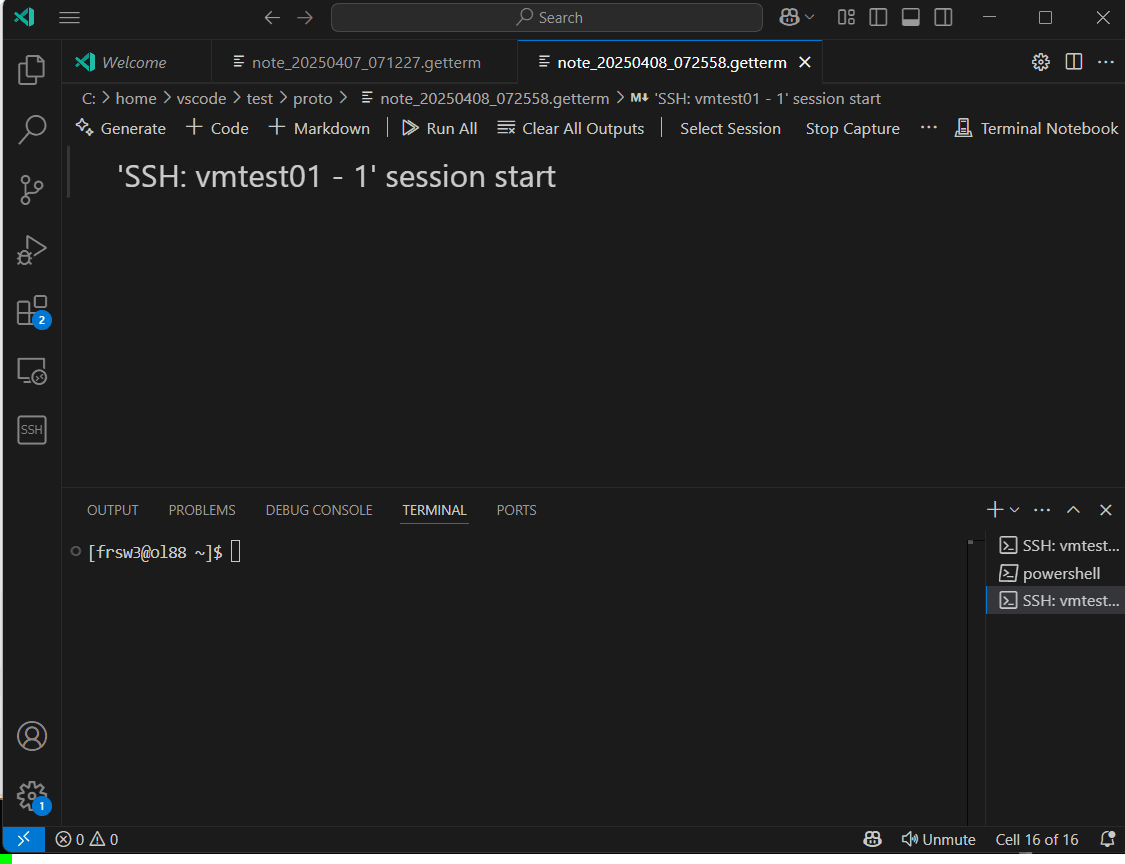 Search
Welcome
note_20250407_071227.getterm
note_20250408_072558.getterm
C: > home > vscode > test > proto > note_20250408_072558.getterm > M↓ 'SSH: vmtest01 - 1' session start
Generate + Code + Markdown Run All Clear All Outputs Select Session Stop Capture ... Terminal Notebook
'SSH: vmtest01 - 1' session start
2
SSH
OUTPUT PROBLEMS DEBUG CONSOLE TERMINAL PORTS
[frsw3@ol88 ~]$
SSH: vmtest...
powershell
SSH: vmtest...
1
0 0 Unmute Cell 16 of 16